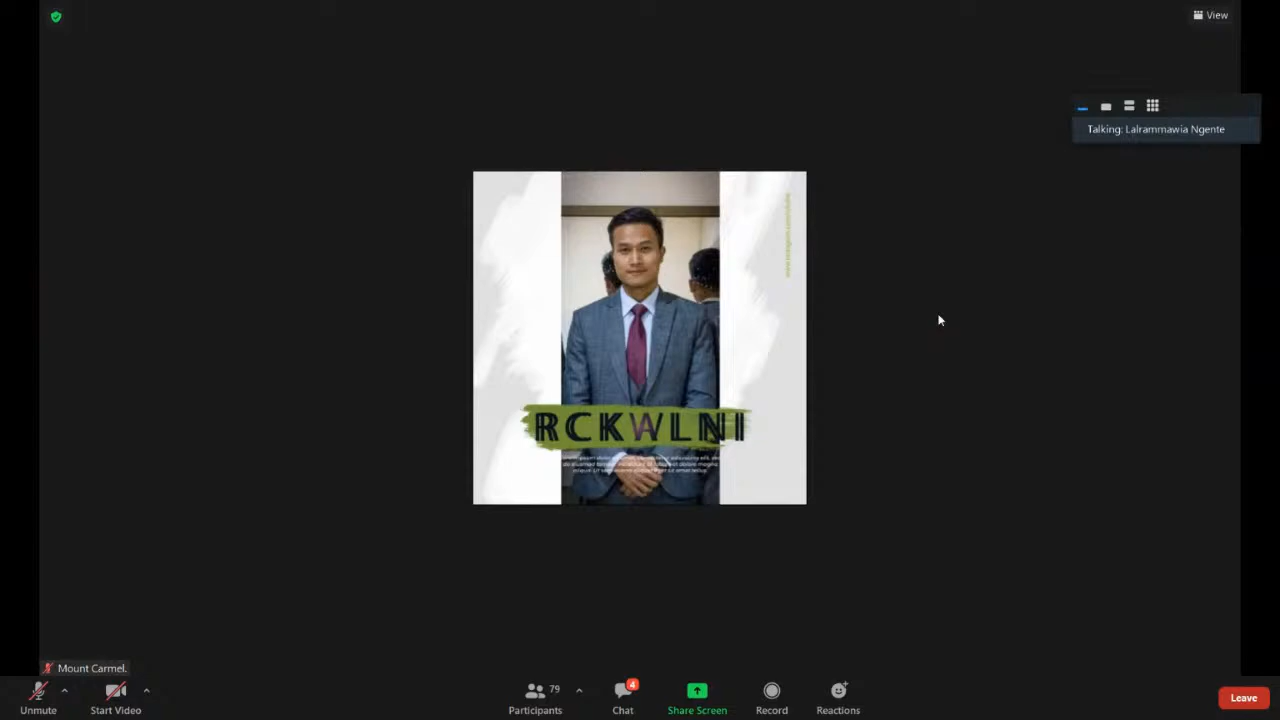 View
Talking: Lalrammawia Ngente
RCKWLNI
Mount Carmel.
Unmute
Start Video
79
Participants
4
Chat
Share Screen
Record
Reactions
Leave